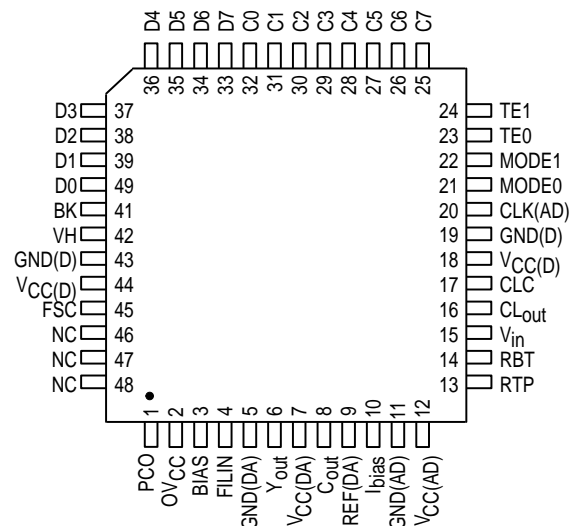 D4 D5 D6 D7 C0 C1 C2 C3 C4 C5 C6 C7
36 35 34 33 32 31 30 29 28 27 26 25
D3 37
D2 38
D1 39
D0 49
BK 41
VH 42
GND(D) 43
VCC(D) 44
FSC 45
NC 46
NC 47
NC 48
24 TE1
23 TE0
22 MODE1
21 MODE0
20 CLK(AD)
19 GND(D)
18 VCC(D)
17 CLC
16 CLout
15 Vin
14 RBT
13 RTP
1 2 3 4 5 6 7 8 9 10 11 12
PCO OVCC BIAS FILIN GND(DA) Yout VCC(DA) Cout REF(DA) Ibias GND(AD) VCC(AD)